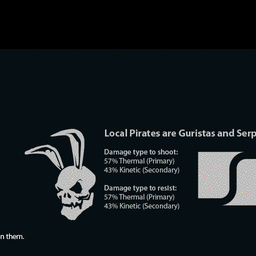 Local Pirates are Guristas and Serp
Damage type to shoot:
57% Thermal (Primary)
43% Kinetic (Secondary)
Damage type to resist:
57% Thermal (Primary)
43% Kinetic (Secondary)
n them.